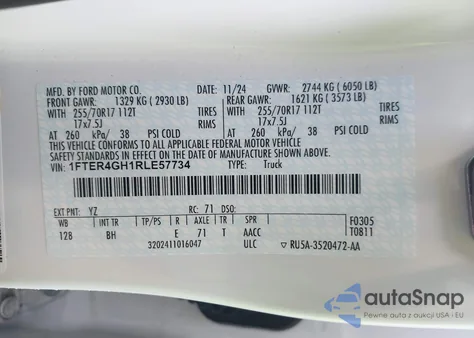 MFD. BY FORD MOTOR CO. 11/24 GVWR: 2744 KG ( 6050 LB)
FRONT GAWR: 1329 KG ( 2930 LB) REAR GAWR: 1621 KG ( 3573 LB)
WITH 255/70R17 112T TIRES WITH 255/70R17 112T TIRES
17x7.5J RIMS 17x7.5J RIMS
AT 260 kPa/ 38 PSI COLD AT 260 kPa/ 38 PSI COLD
THIS VEHICLE CONFORMS TO ALL APPLICABLE FEDERAL MOTOR VEHICLE
SAFETY STANDARDS IN EFFECT ON THE DATE OF MANUFACTURE SHOWN ABOVE.
VIN: 1FTER4GH1RLE57734 TYPE: Truck
EXT PNT: YZ RC: 71 DSO:
WB INT TR TP/PS R AXLE TR SPR F0305
128 BH E 71 T AACC T0811
3202411016047 ULC ▽ RU5A-3520472-AA
autoSnap
Pewne auta z aukcji USA - EU